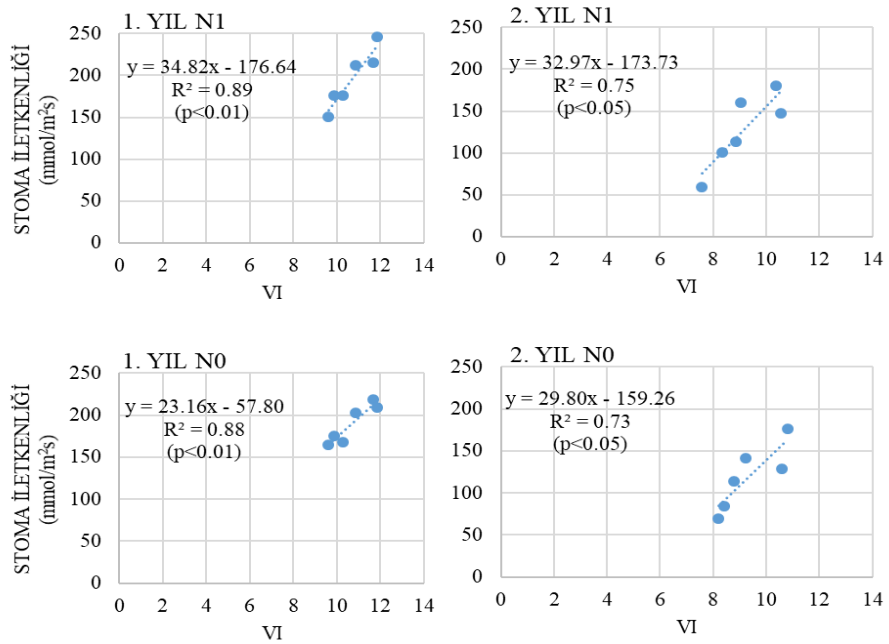 1. YIL N1
STOMA İLETKENLİĞİ
(mmol/m²s)
250
200
150
100
50
0
y = 34.82x - 176.64
R² = 0.89
(p<0.01)
0 2 4 6 8 10 12 14
VI
2. YIL N1
250
200
150
100
50
0
y = 32.97x - 173.73
R² = 0.75
(p<0.05)
0 2 4 6 8 10 12 14
VI
1. YIL N0
STOMA İLETKENLİĞİ
(mmol/m²s)
250
200
150
100
50
0
y = 23.16x - 57.80
R² = 0.88
(p<0.01)
0 2 4 6 8 10 12 14
VI
2. YIL N0
250
200
150
100
50
0
y = 29.80x - 159.26
R² = 0.73
(p<0.05)
0 2 4 6 8 10 12 14
VI